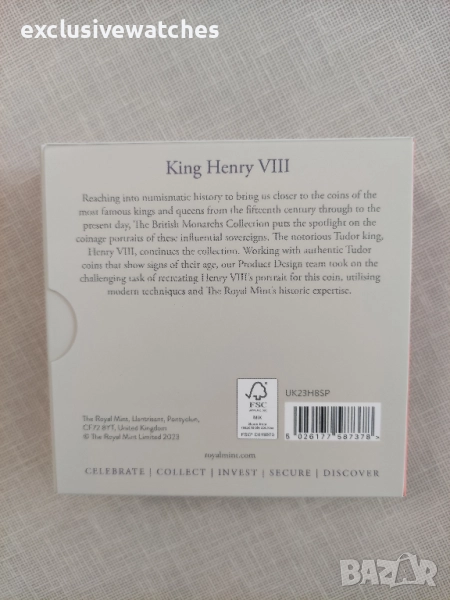 exclusivewatches
King Henry VIII
Reaching into numismatic history to bring us closer to the coins of the
most famous kings and queens from the fifteenth century through to the
present day, The British Monarchs Collection puts the spotlight on the
coinage portraits of these influential sovereigns. The notorious Tudor king,
Henry VIII, continues the collection. Working with authentic Tudor
coins that show signs of their age, our Product Design team took on the
challenging task of recreating Henry VIII's portrait for this coin, utilising
modern techniques and The Royal Mint's historic expertise.
FSC
MIX
UK23H8SP
5 026177 587378 >
The Royal Mint, Llantrisant, Pontyclun,
CF72 8YT, United Kingdom
© The Royal Mint Limited 2023
royalmint.com
CELEBRATE | COLLECT | INVEST | SECURE | DISCOVER
BAZAR